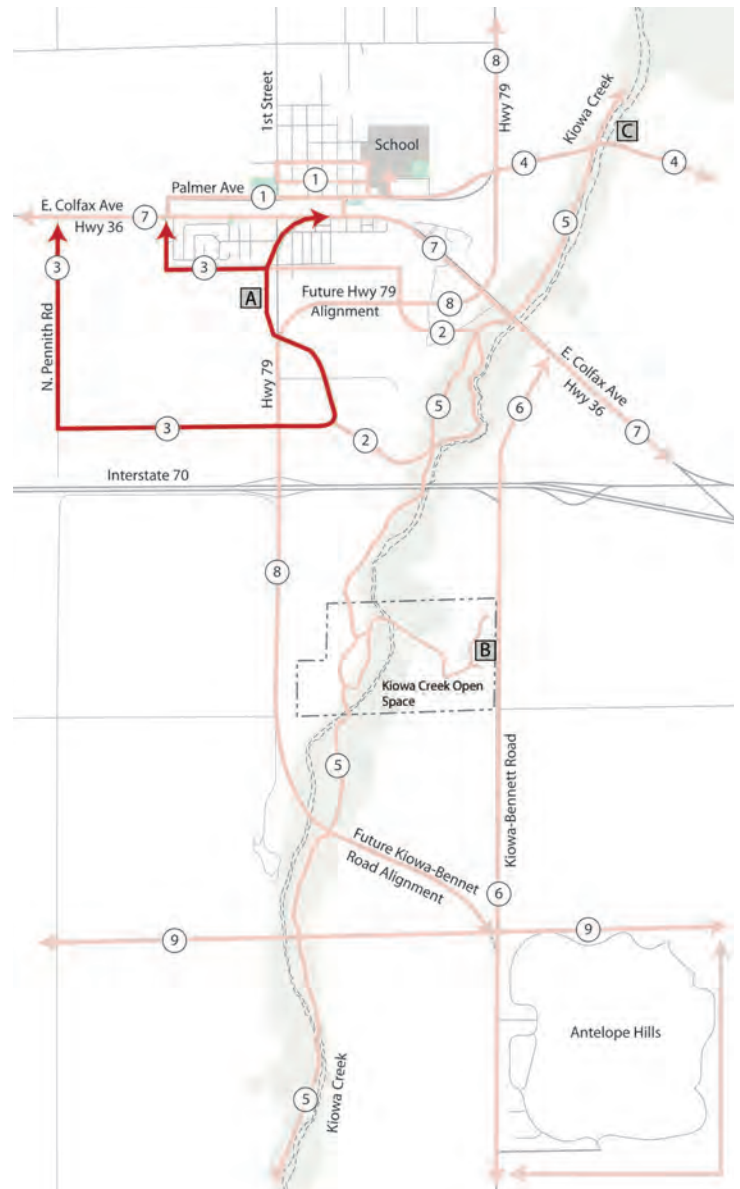 8
1st Street
Hwy 79
Kiowa Creek
C
School
4
4
1
Palmer Ave
1
E. Colfax Ave
7
Hwy 36
5
7
3
3
A
Future Hwy 79
Alignment
8
2
N. Pennith Rd
Hwy 79
E. Colfax Ave
Hwy 36
5
6
3
2
7
Interstate 70
8
B
Kiowa Creek Open
Space
5
Kiowa-Bennett Road
Future Kiowa-Bennet
Road Alignment
6
9
9
Antelope Hills
5
Kiowa Creek